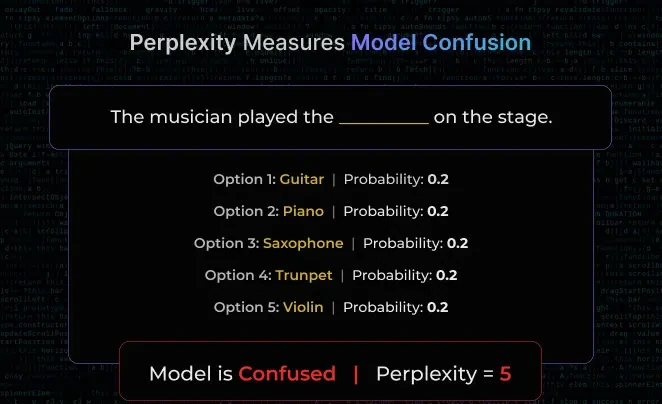 Perplexity Measures Model Confusion
The musician played the _________ on the stage.
Option 1: Guitar | Probability: 0.2
Option 2: Piano | Probability: 0.2
Option 3: Saxophone | Probability: 0.2
Option 4: Trunpet | Probability: 0.2
Option 5: Violin | Probability: 0.2
Model is Confused | Perplexity = 5